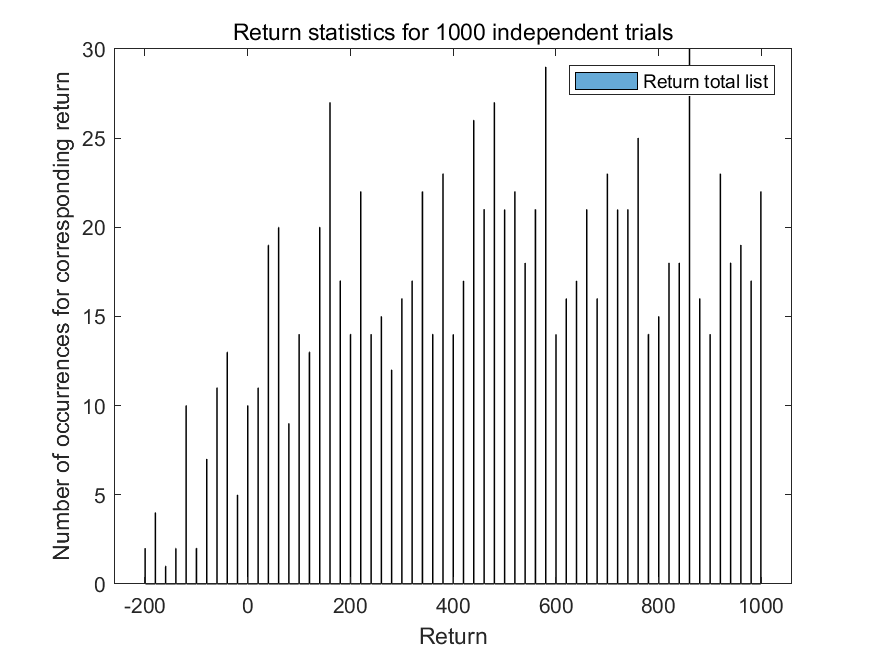 Return statistics for 1000 independent trials
Return total list
Number of occurrences for corresponding return
30
25
20
15
10
5
0
-200 0 200 400 600 800 1000
Return